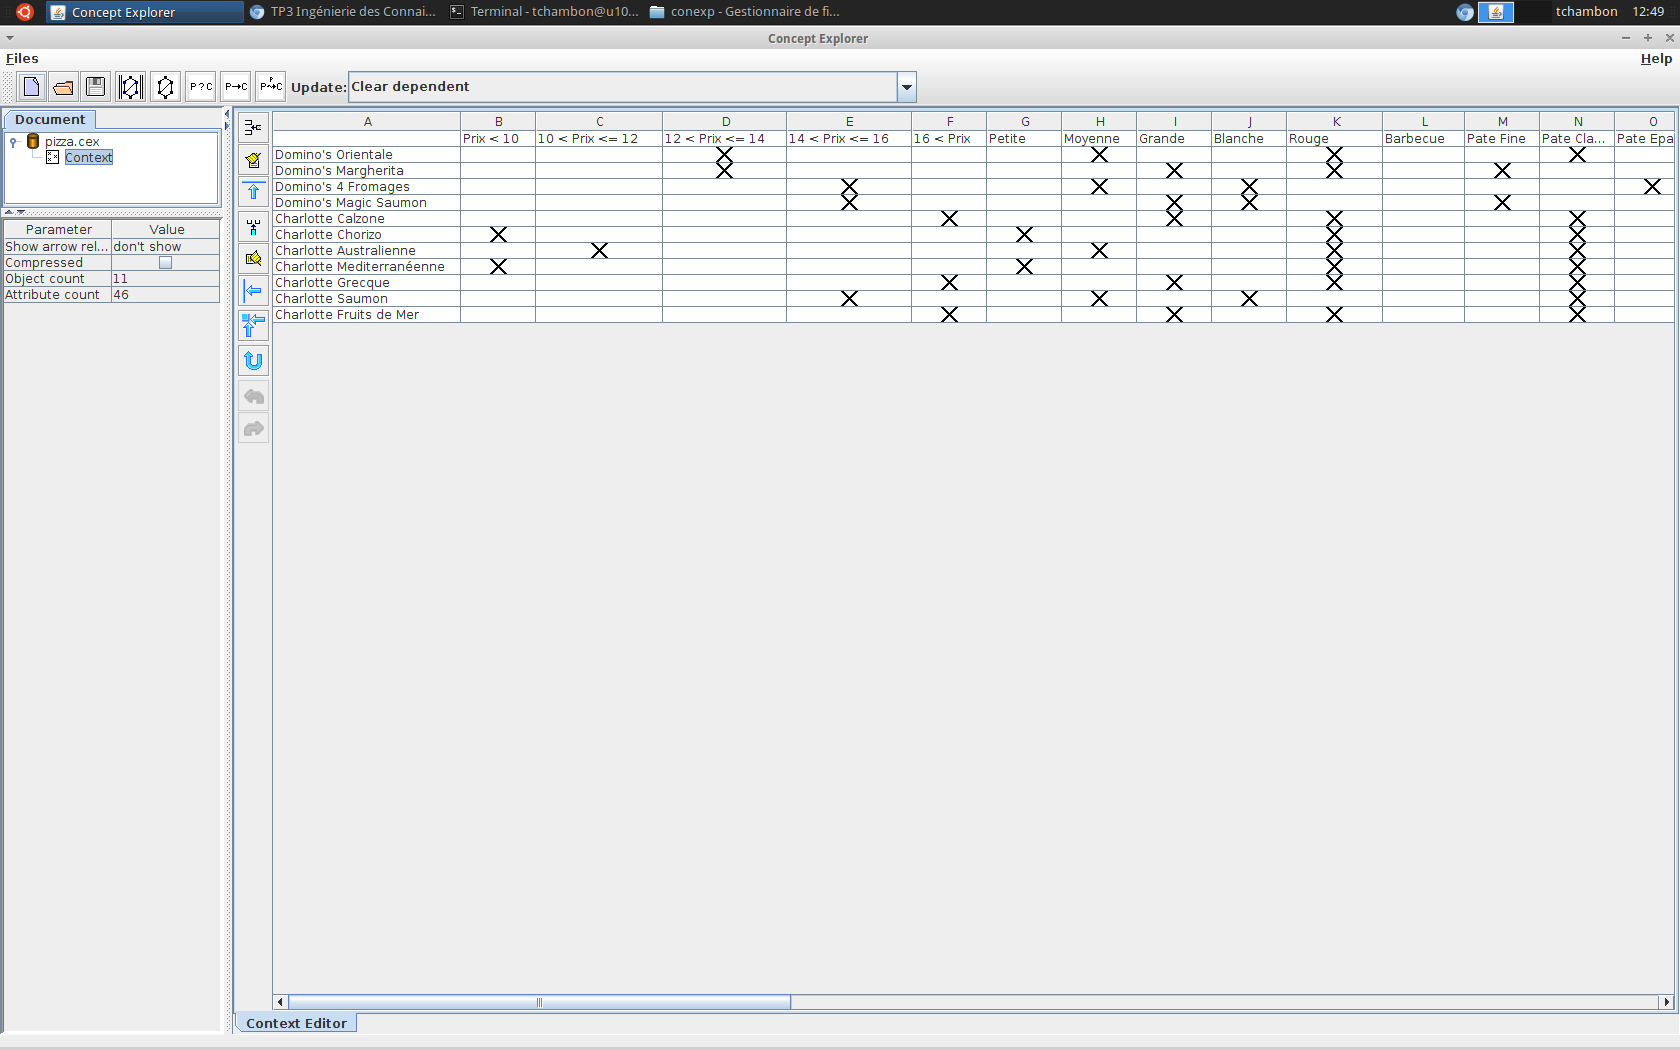 Concept Explorer TP3 Ingénierie des Connai... Terminal - tchambon@u10... conexp - Gestionnaire de fi... tchambon 12:49
Concept Explorer
Files Help
P?C P→C Update: Clear dependent
Document
pizza.cex
Context
Parameter Value
Show arrow rel... don't show
Compressed
Object count 11
Attribute count 46
A B C D E F G H I J K L M N O
Prix < 10 10 < Prix <= 12 12 < Prix <= 14 14 < Prix <= 16 16 < Prix Petite Moyenne Grande Blanche Rouge Barbecue Pate Fine Pate Cla... Pate Epa
Domino's Orientale
Domino's Margherita
Domino's 4 Fromages
Domino's Magic Saumon
Charlotte Calzone
Charlotte Chorizo
Charlotte Australienne
Charlotte Mediterranéenne
Charlotte Grecque
Charlotte Saumon
Charlotte Fruits de Mer
Context Editor